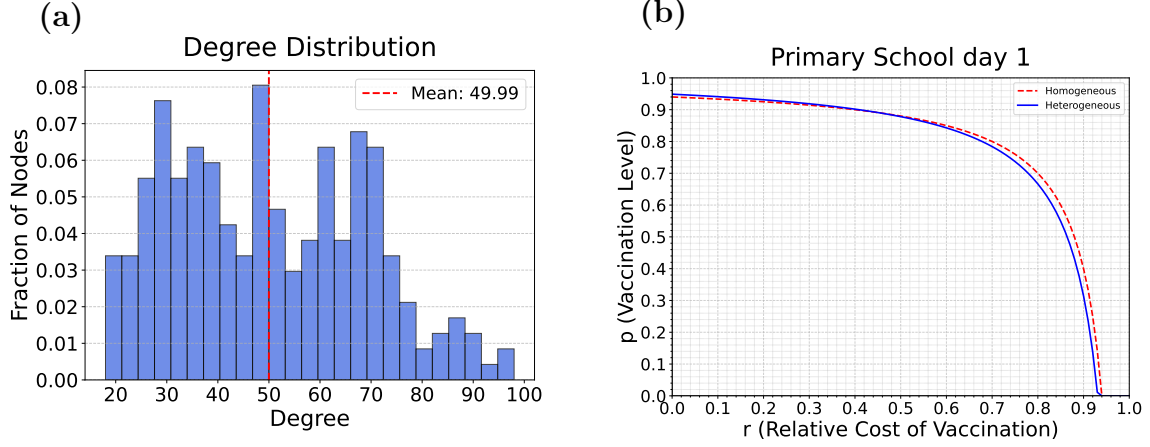 (a)
Degree Distribution
Mean: 49.99
Fraction of Nodes
0.08
0.07
0.06
0.05
0.04
0.03
0.02
0.01
0.00
20 30 40 50 60 70 80 90 100
Degree
(b)
Primary School day 1
Homogeneous
Heterogeneous
p (Vaccination Level)
1.0
0.9
0.8
0.7
0.6
0.5
0.4
0.3
0.2
0.1
0.0
0.0 0.1 0.2 0.3 0.4 0.5 0.6 0.7 0.8 0.9 1.0
r (Relative Cost of Vaccination)